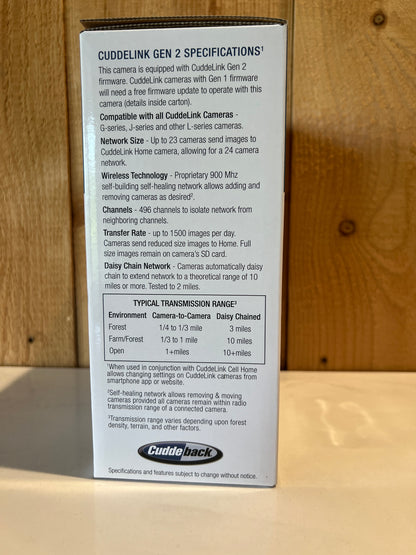 CUDDELINK GEN 2 SPECIFICATIONS¹
This camera is equipped with CuddeLink Gen 2
firmware. CuddeLink cameras with Gen 1 firmware
will need a free firmware update to operate with this
camera (details inside carton).
Compatible with all CuddeLink Cameras -
G-series, J-series and other L-series cameras.
Network Size - Up to 23 cameras send images to
CuddeLink Home camera, allowing for a 24 camera
network.
Wireless Technology - Proprietary 900 Mhz
self-building self-healing network allows adding and
removing cameras as desired².
Channels - 496 channels to isolate network from
neighboring channels.
Transfer Rate - up to 1500 images per day.
Cameras send reduced size images to Home. Full
size images remain on camera's SD card.
Daisy Chain Network - Cameras automatically daisy
chain to extend network to a theoretical range of 10
miles or more. Tested to 2 miles.
TYPICAL TRANSMISSION RANGE³
Environment Camera-to-Camera Daisy Chained
Forest 1/4 to 1/3 mile 3 miles
Farm/Forest 1/3 to 1 mile 10 miles
Open 1+miles 10+miles
¹When used in conjunction with CuddeLink Cell Home
allows changing settings on CuddeLink cameras from
smartphone app or website.
²Self-healing network allows removing & moving
cameras provided all cameras remain within radio
transmission range of a connected camera.
³Transmission range varies depending upon forest
density, terrain, and other factors.
Cuddeback
Specifications and features subject to change without notice.